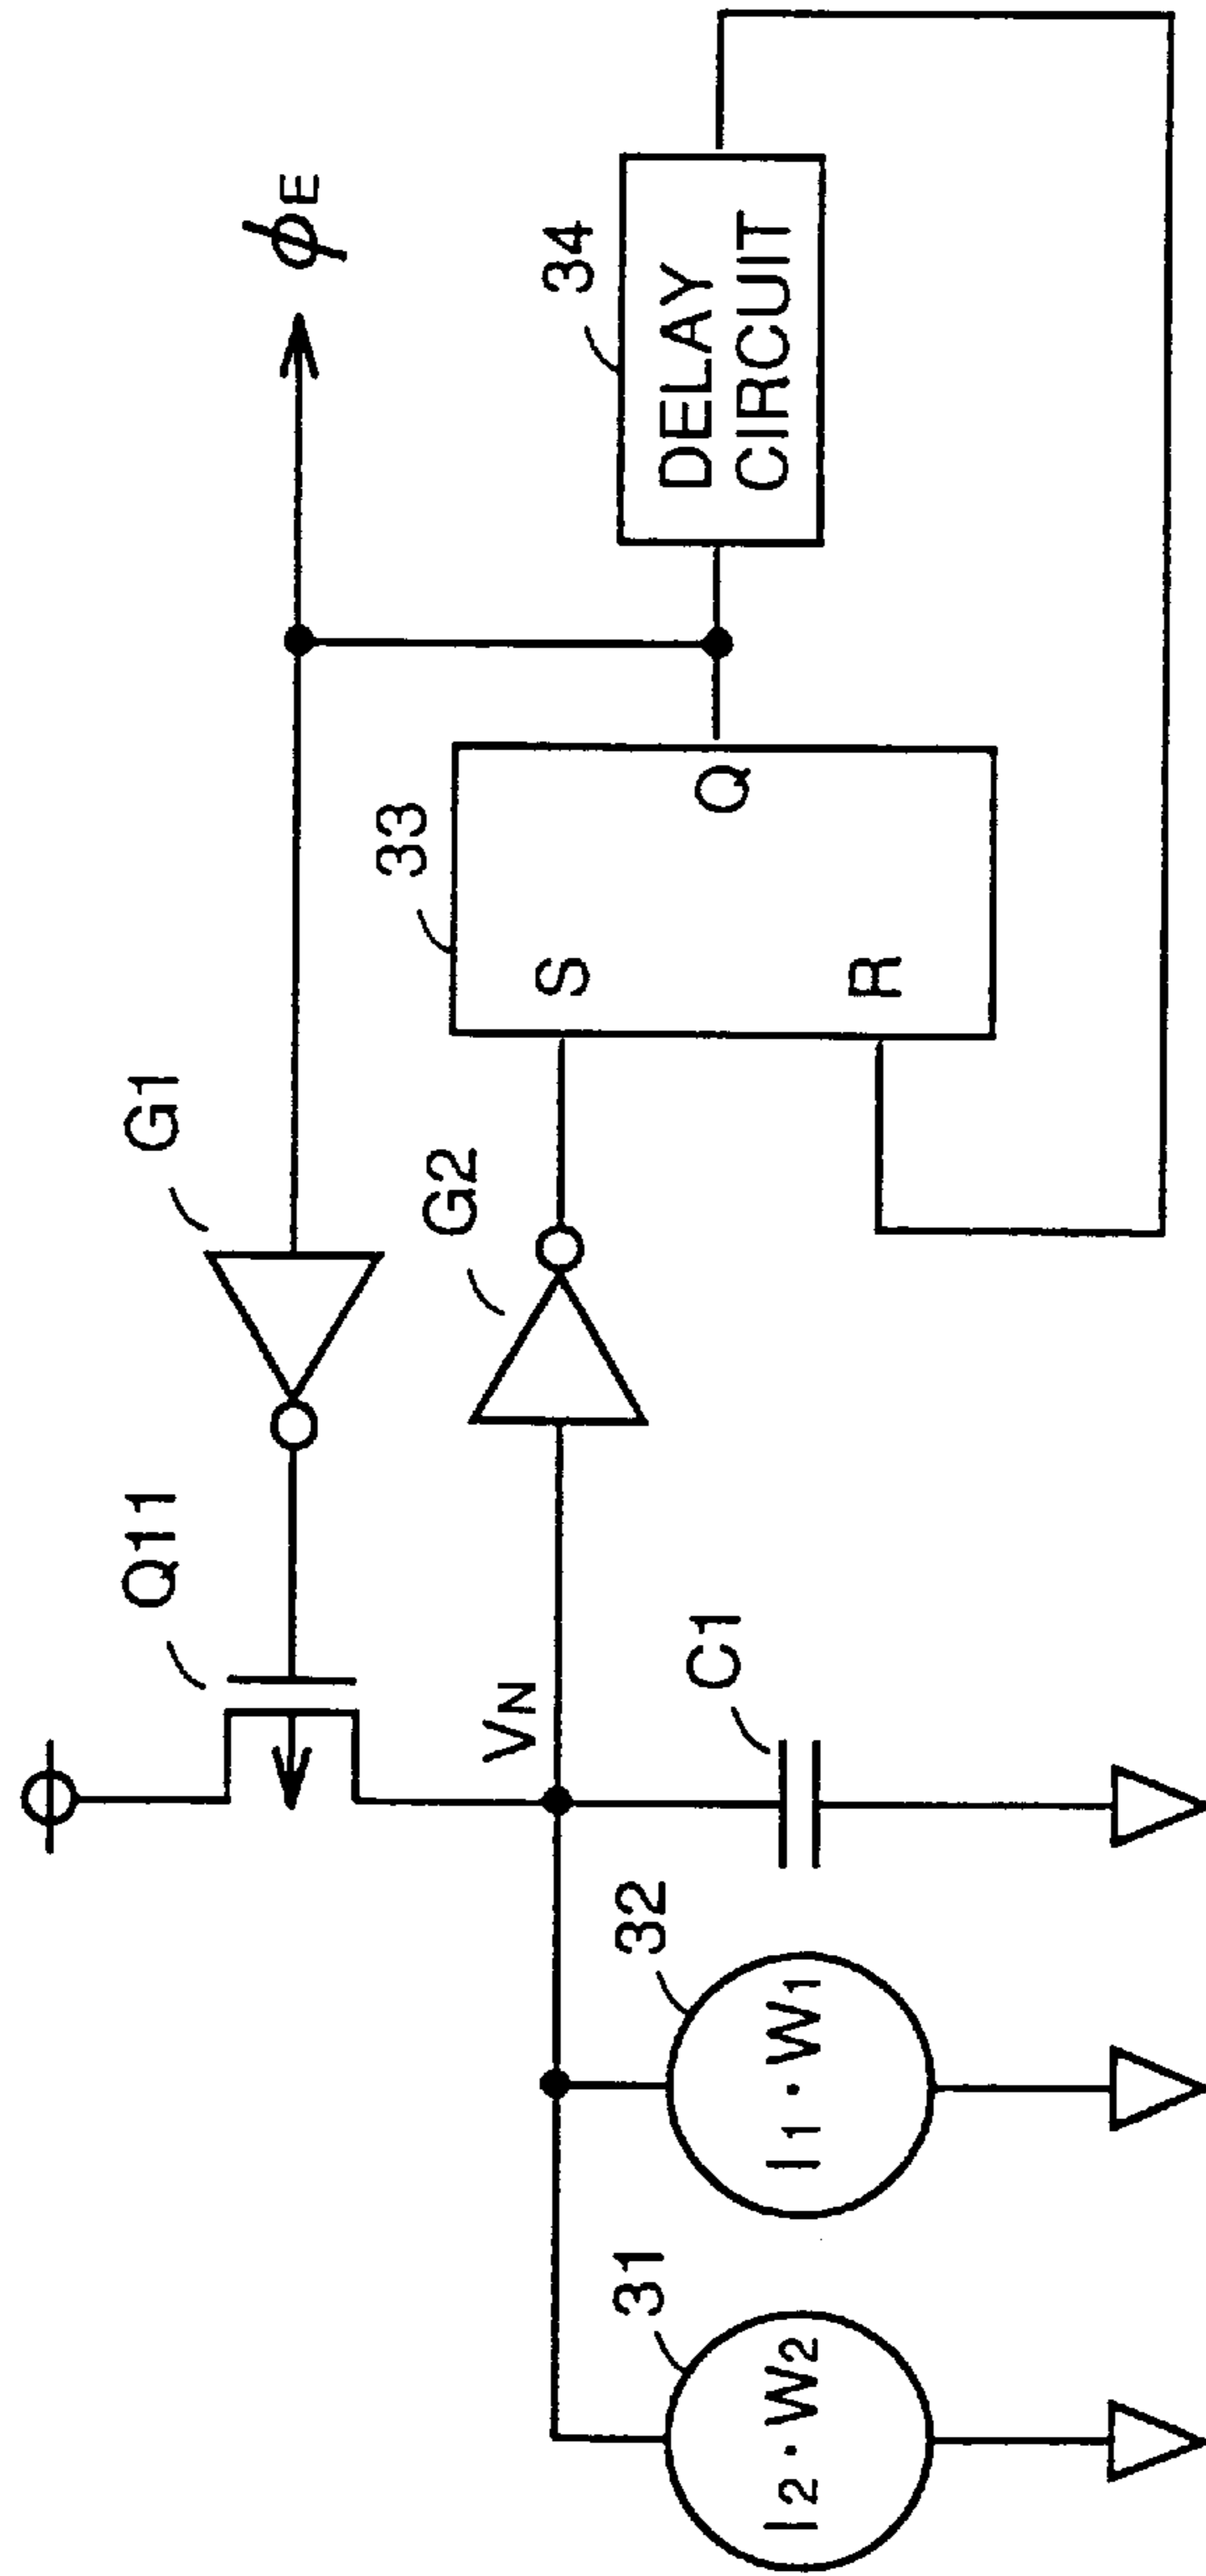 Q11
G1
ϕE
VN
G2
33
S
R
Q
34
DELAY
CIRCUIT
31
I2·W2
32
I1·W1
C1